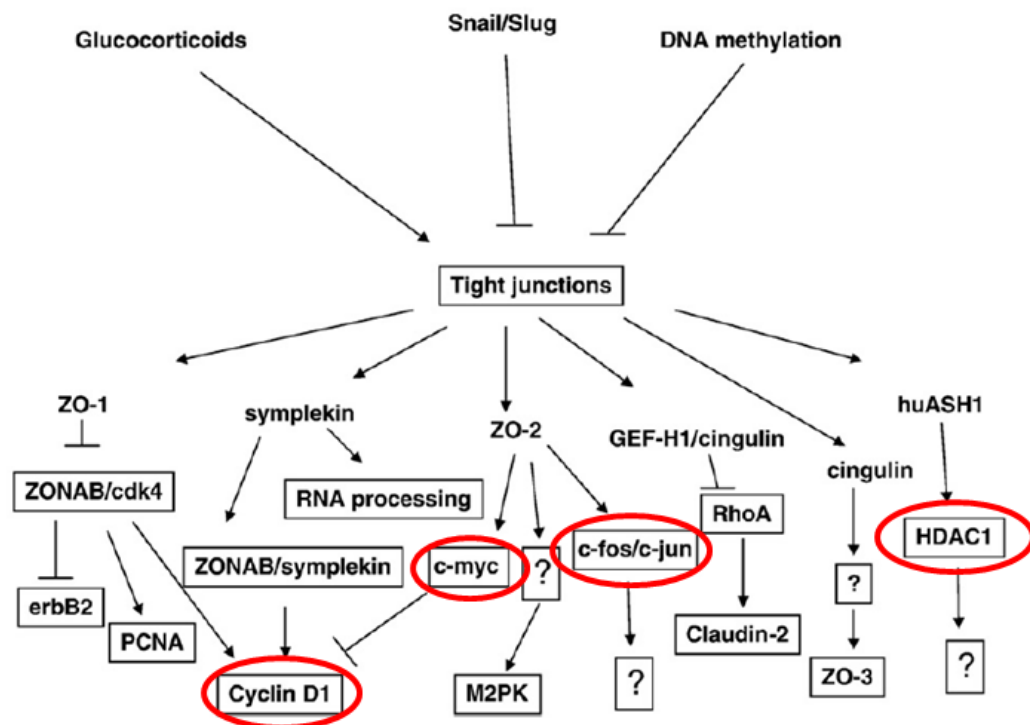 Snail/Slug
Glucocorticoids
DNA methylation
Tight junctions
ZO-1
symplekin
ZO-2
GEF-H1/cingulin
huASH1
cingulin
ZONAB/cdk4
RNA processing
RhoA
HDAC1
c-fos/c-jun
ZONAB/symplekin
c-myc
?
?
erbB2
PCNA
Claudin-2
?
Cyclin D1
M2PK
?
ZO-3